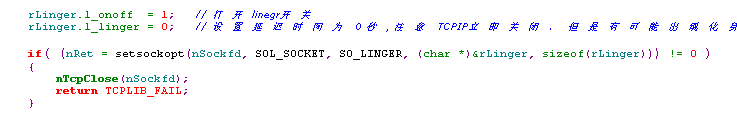 rLinger.l_onoff = 1; // 打开 linegr开关
rLinger.l_linger = 0; // 设置延迟时间为 0秒 ,注意 TCPIP立即关闭 . 但是有可能出现化身
if( (nRet = setsockopt(nSockfd, SOL_SOCKET, SO_LINGER, (char *)&rLinger, sizeof(rLinger))) != 0 )
{
nTcpClose(nSockfd);
return TCPLIB_FAIL;
}